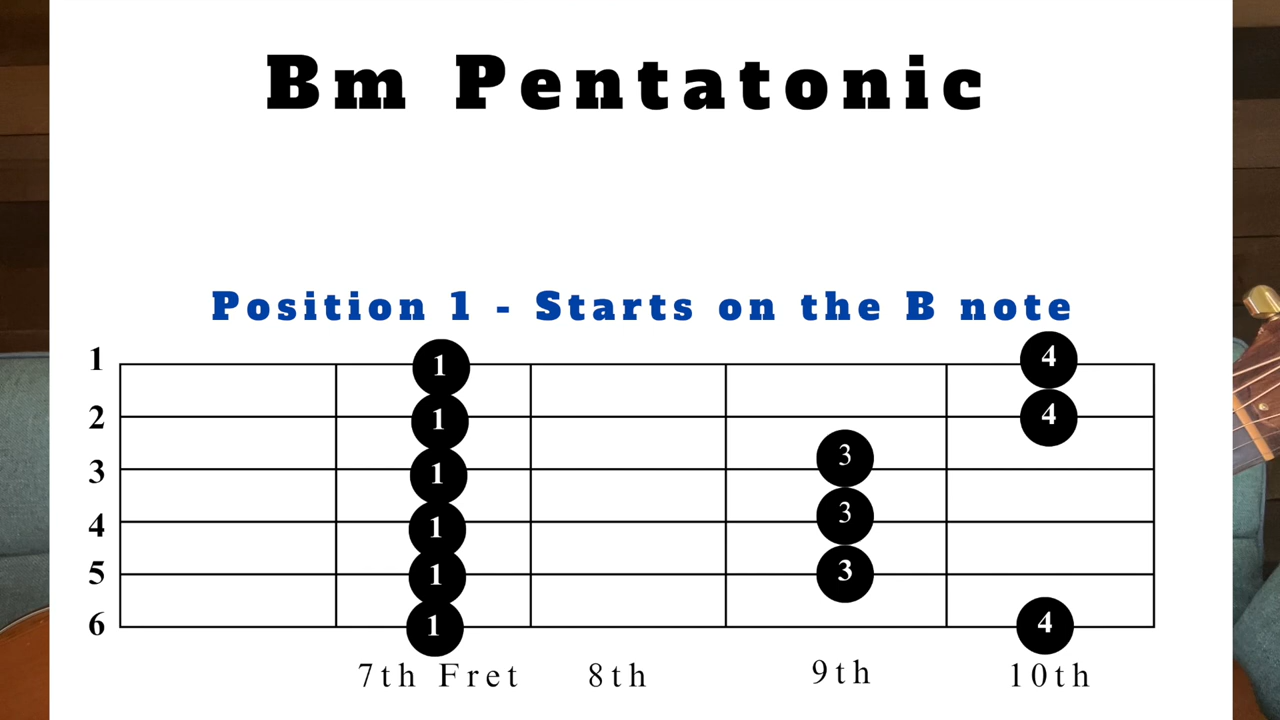 Bm Pentatonic
Position 1 - Starts on the B note
1 1 4
2 1 4
3 1 3
4 1 3
5 1 3
6 1 4
7th Fret 8th 9th 10th